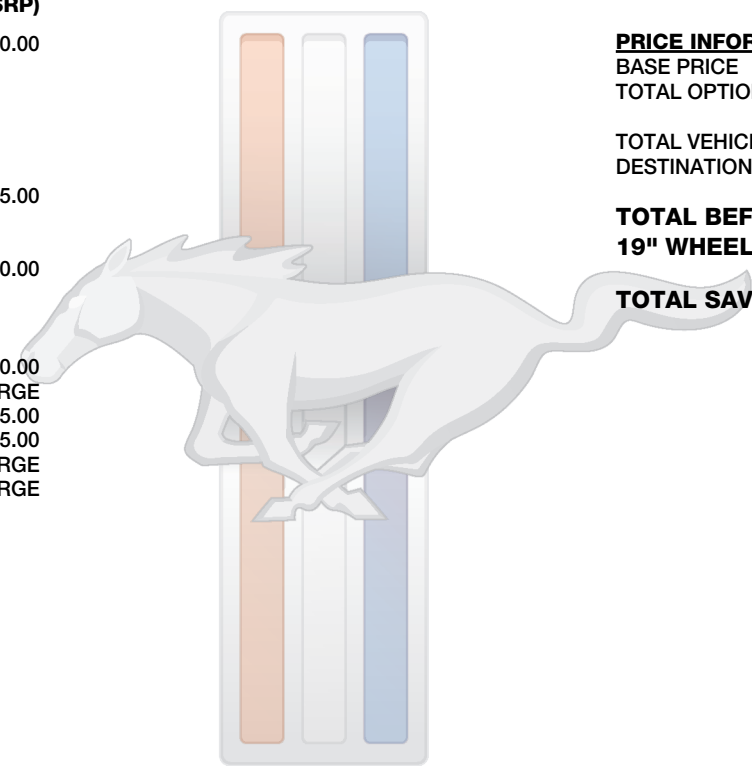 SRP)
0.00
5.00
0.00
0.00
RGE
5.00
5.00
RGE
RGE
PRICE INFOR
BASE PRICE
TOTAL OPTIO
TOTAL VEHICL
DESTINATION
TOTAL BEF
19" WHEEL
TOTAL SAV